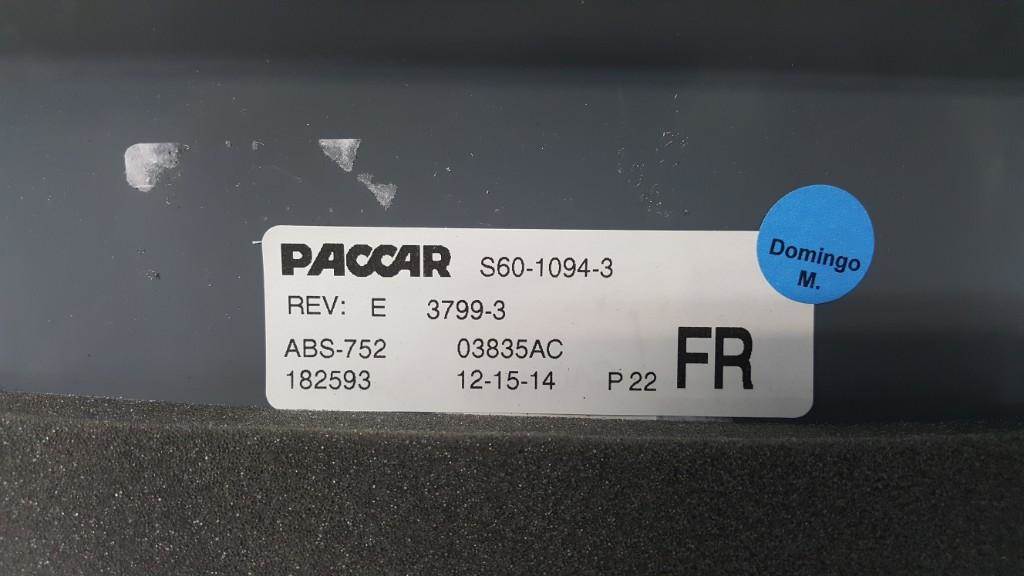 PACCAR S60-1094-3
REV: E 3799-3
ABS-752 03835AC
182593 12-15-14 P 22 FR
Domingo
M.